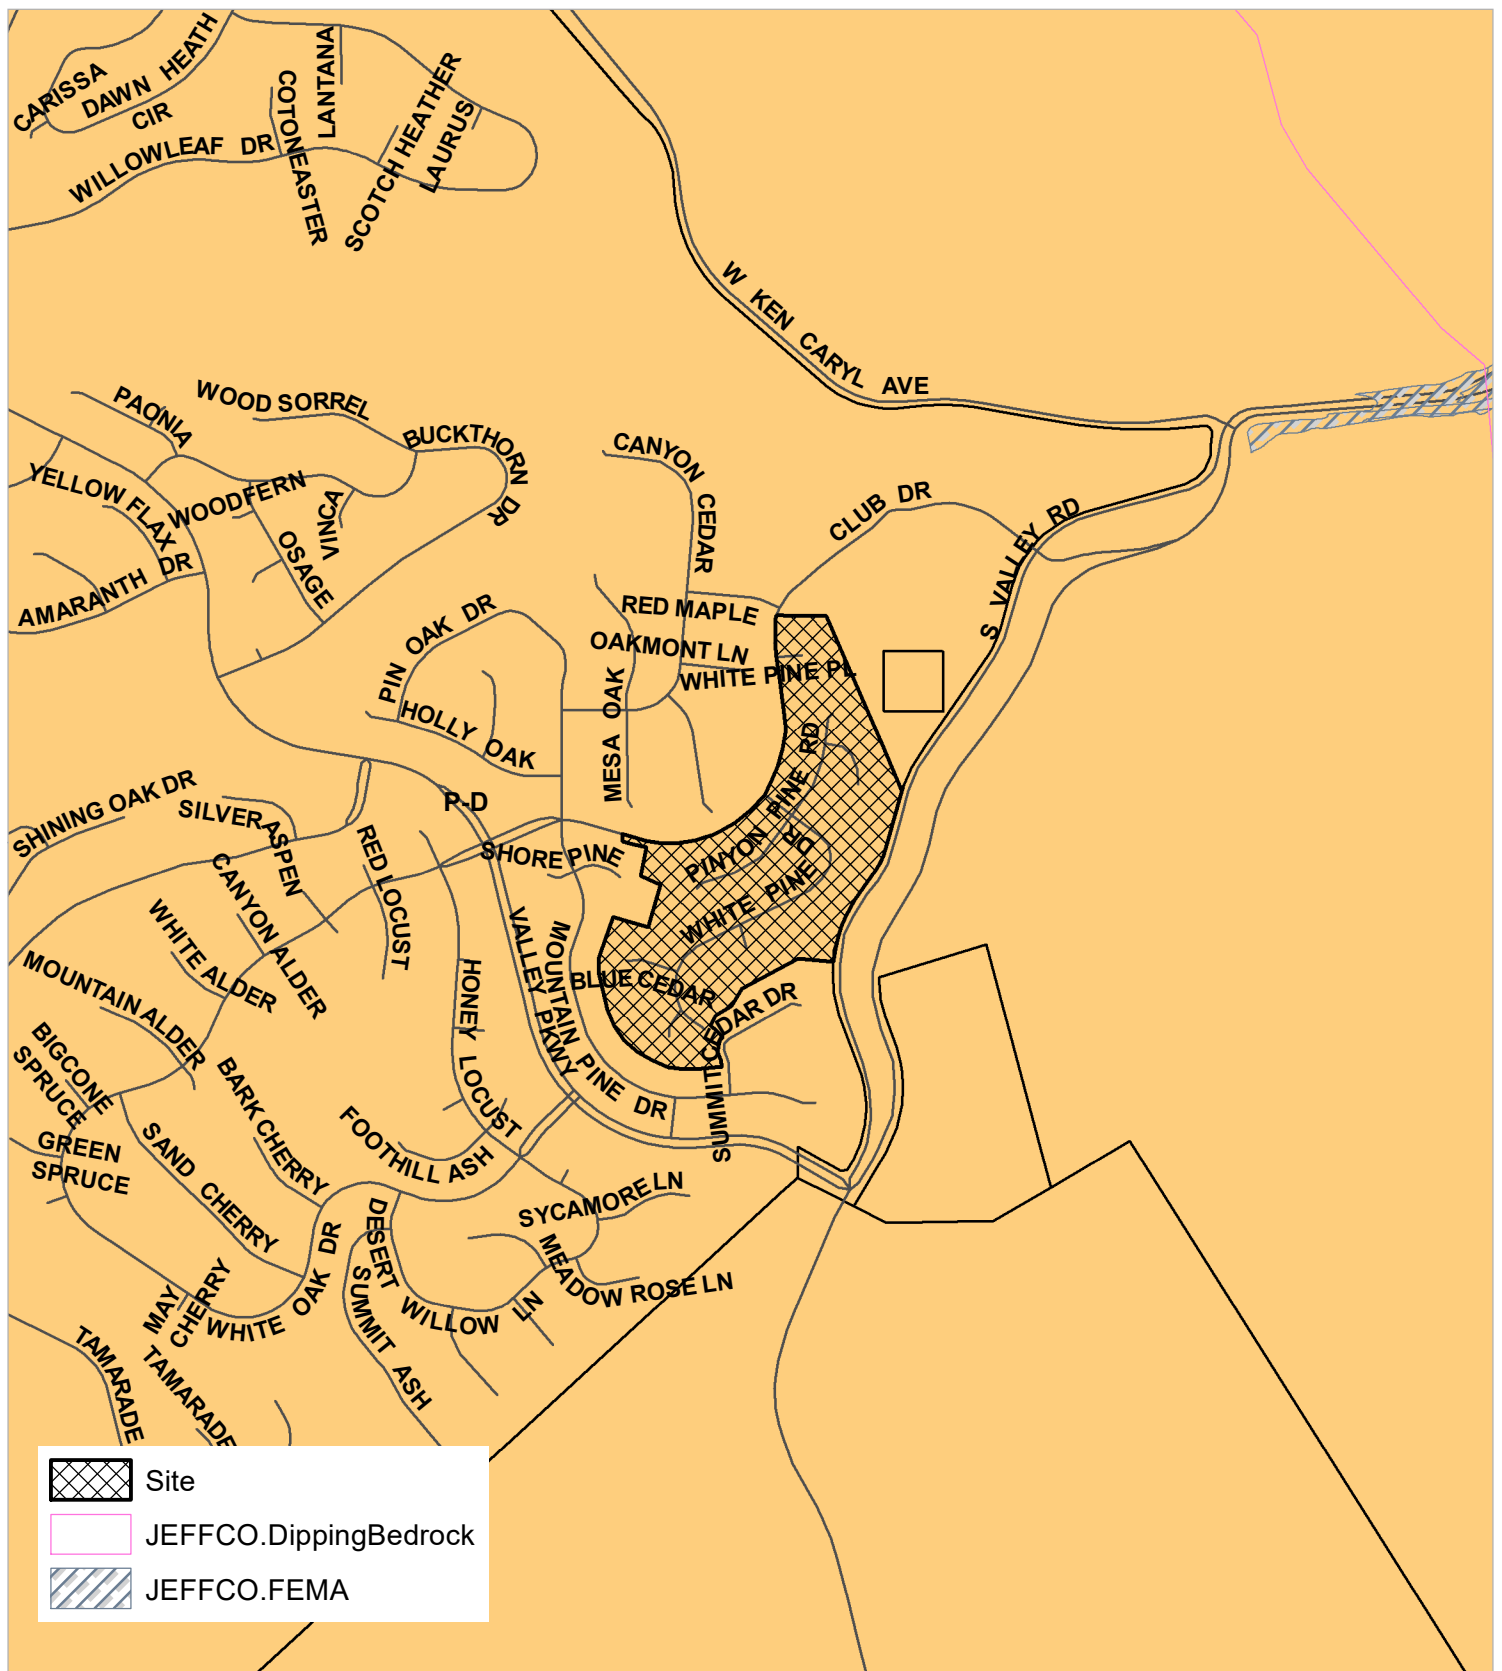 CARISSA
DAWN HEATH
CIR
WILLOWLEAF DR
COTONEASTER
LANTANA
SCOTCH HEATHER
LAURUS
W KEN CARYL AVE
PAONIA
WOOD SORREL
BUCKTHORN DR
YELLOW FLAX
WOODFERN
VINCA
OSAGE
AMARANTH DR
CANYON CEDAR
CLUB DR
S VALLEY RD
RED MAPLE
OAKMONT LN
WHITE PINE PL
PIN OAK DR
HOLLY OAK
MESA OAK
P-D
SHINING OAK DR
SILVER ASPEN
RED LOCUST
SHORE PINE
PINYON PINE RD
WHITE PINE DR
CANYON ALDER
WHITE ALDER
MOUNTAIN ALDER
HONEY LOCUST
VALLEY PKWY
MOUNTAIN PINE DR
BLUE CEDAR
SUMMIT CEDAR DR
BIGCONE
SPRUCE
GREEN
SPRUCE
BARK CHERRY
SAND CHERRY
FOOTHILL ASH
SYCAMORE LN
MEADOW ROSE LN
DESERT WILLOW LN
SUMMIT ASH
MAY
CHERRY
WHITE OAK DR
TAMARADE
TAMARADE
Site
JEFFCO.DippingBedrock
JEFFCO.FEMA